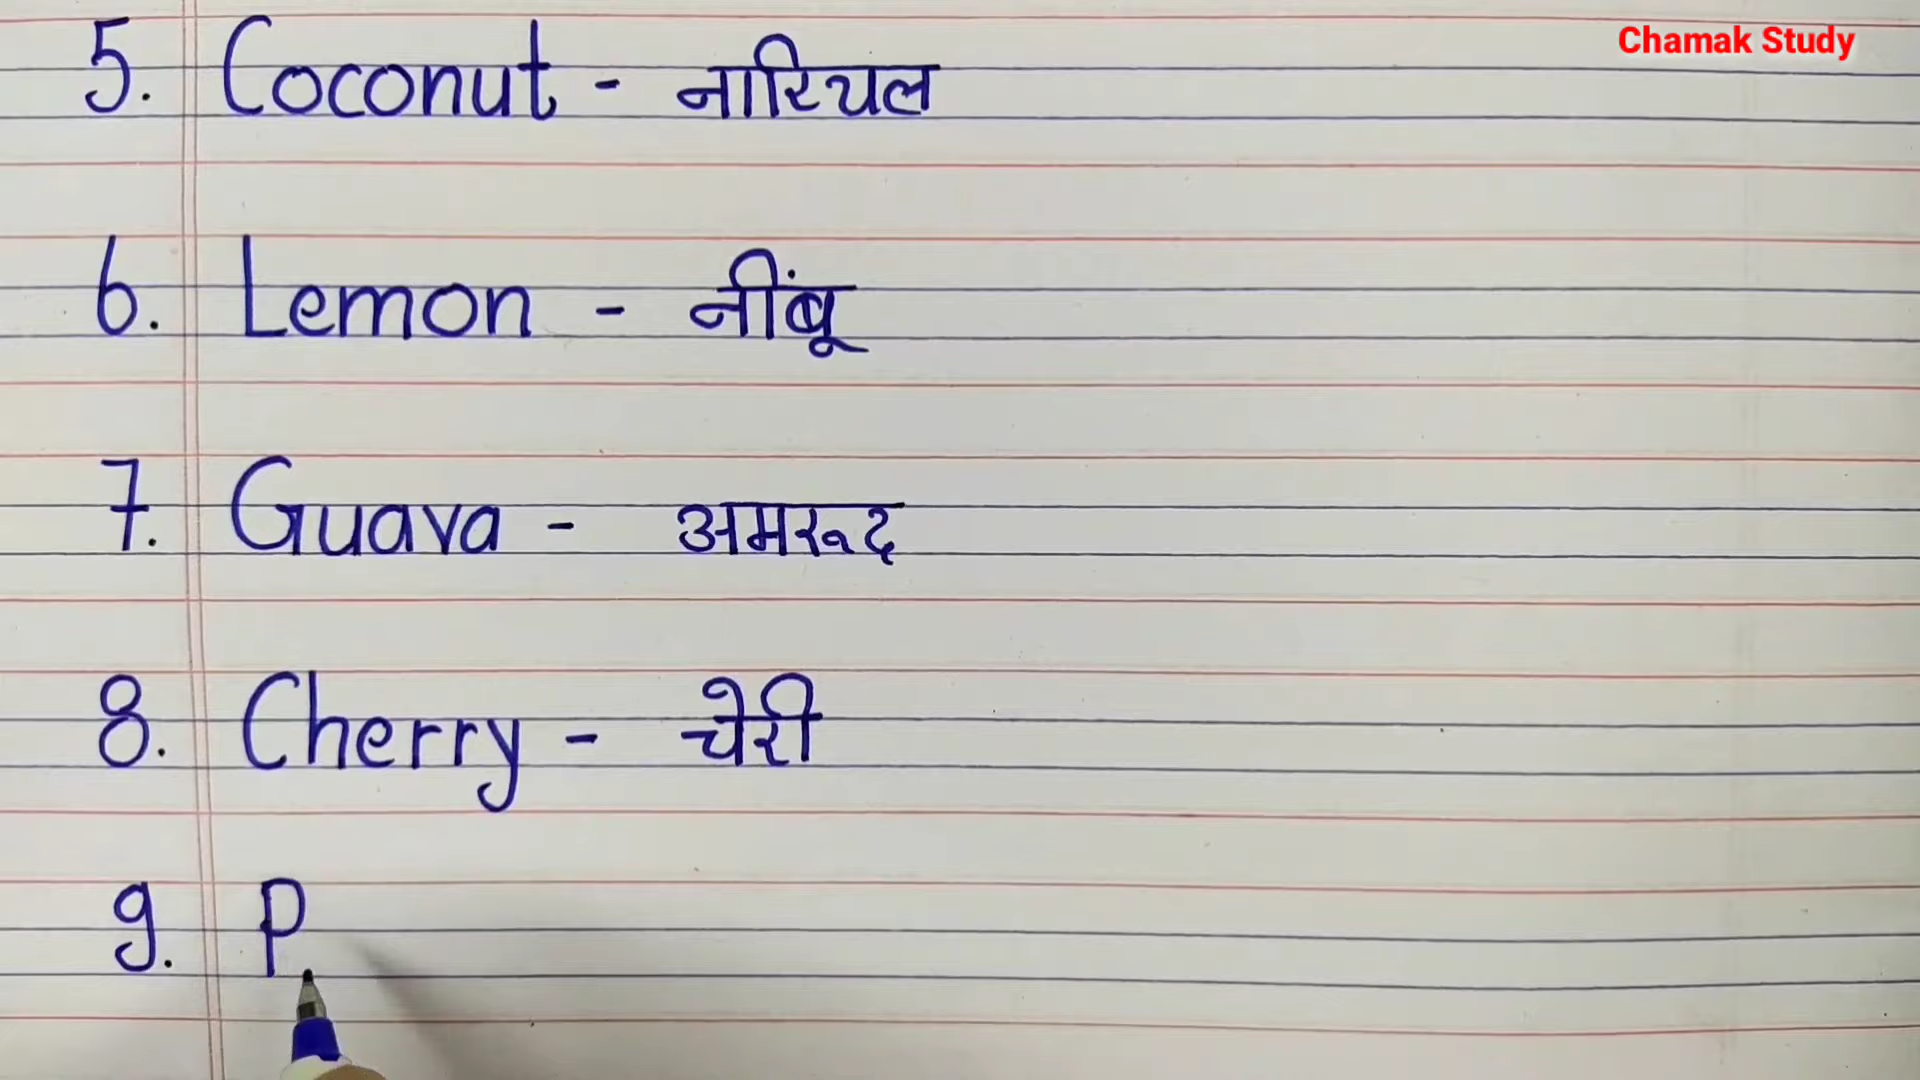 Chamak Study
5. Coconut - नारियल
6. Lemon - नींबू
7. Guava - अमरूद
8. Cherry - चेरी
9. P